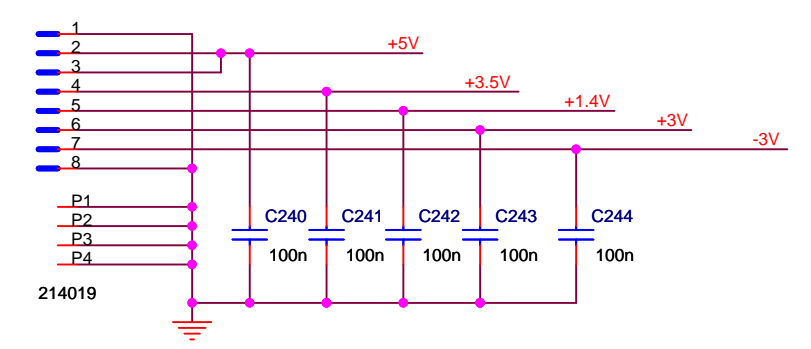 1
2 +5V
3
4 +3.5V
5 +1.4V
6 +3V
7 -3V
8
P1
P2
P3
P4
C240 C241 C242 C243 C244
100n 100n 100n 100n 100n
214019